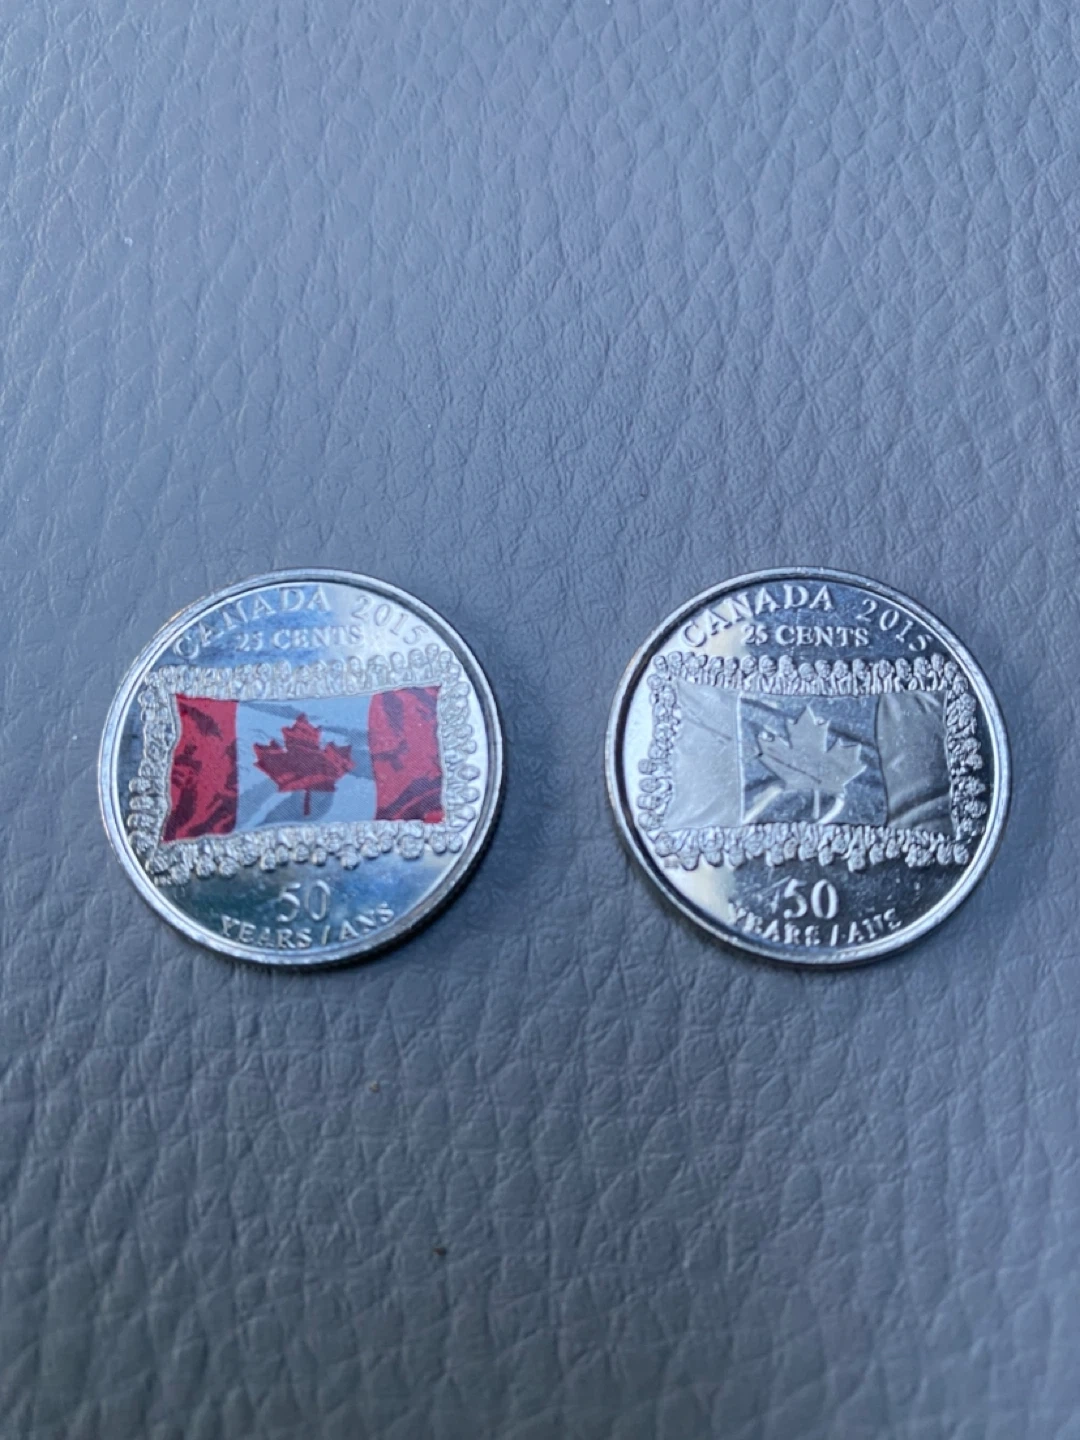 CANADA 2015
25 CENTS
50
YEARS / ANS
CANADA 2015
25 CENTS
50
YEARS / ANS